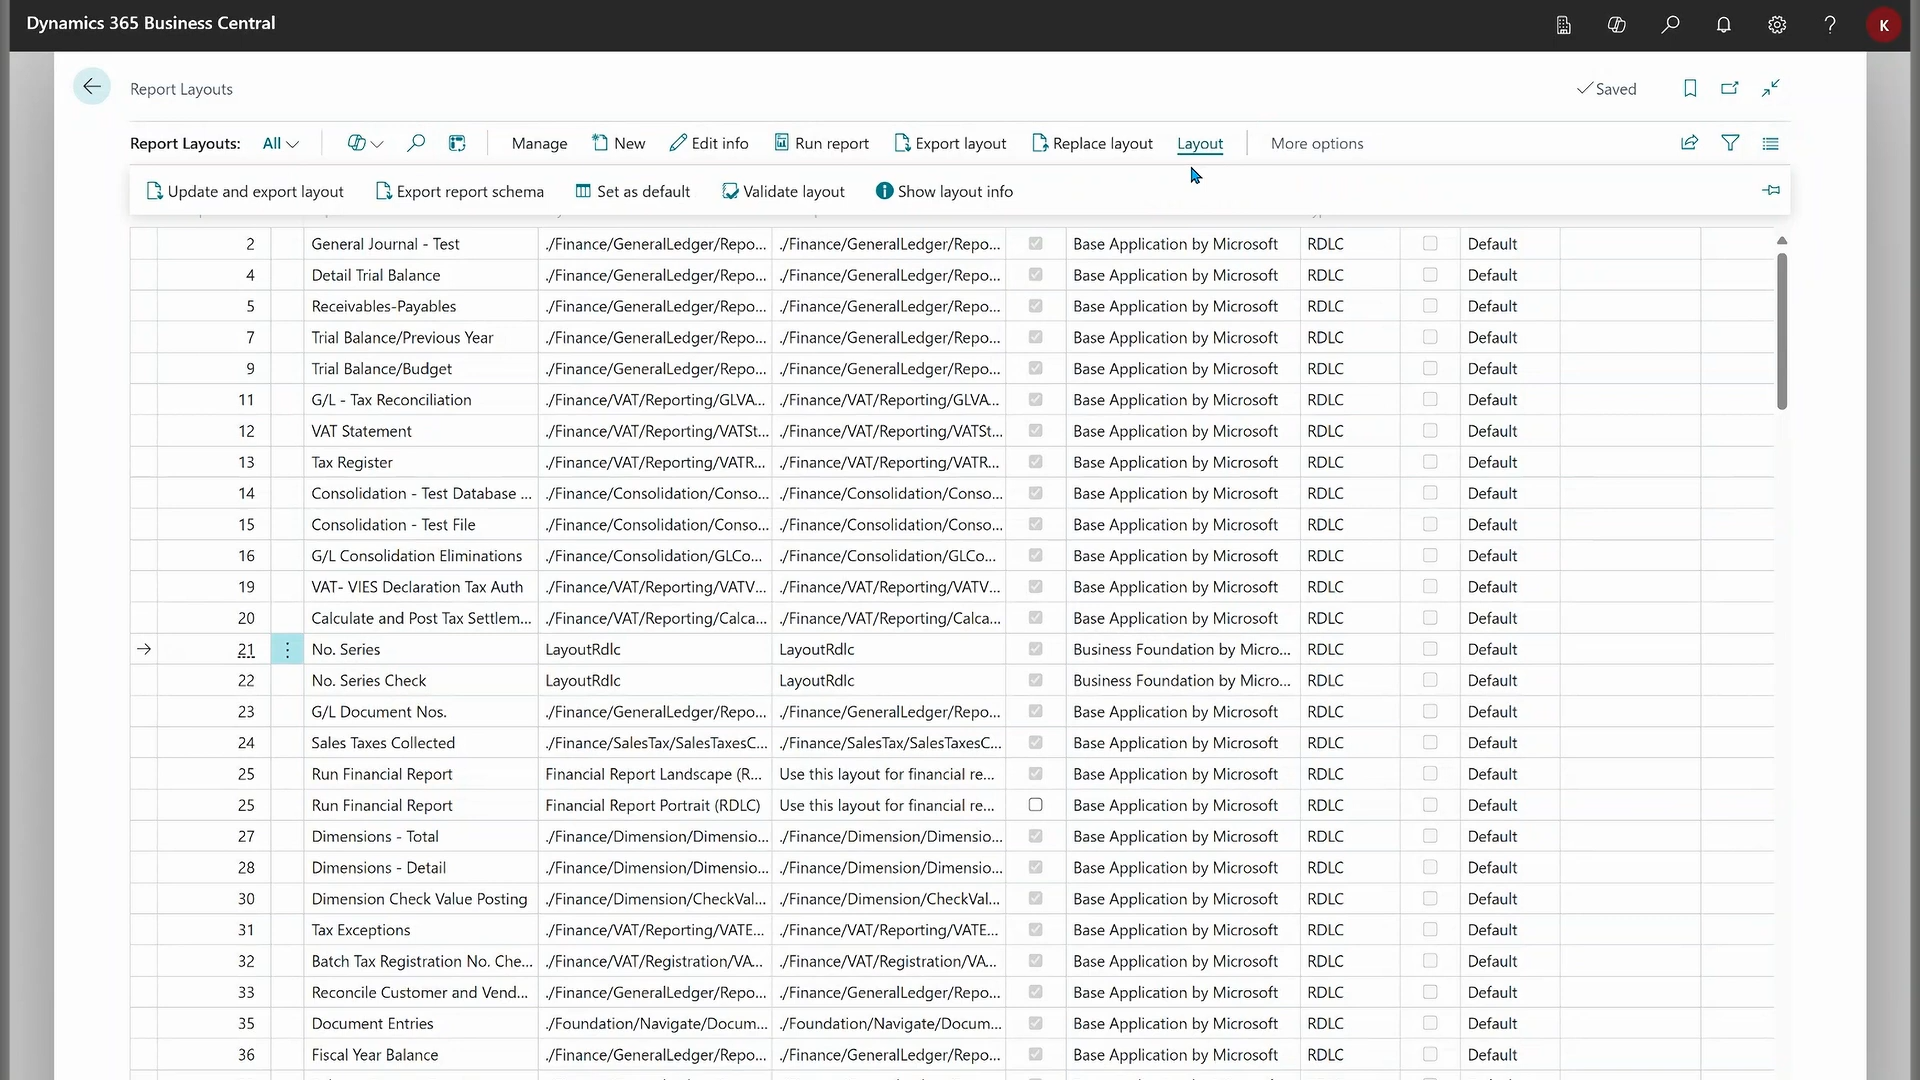 Dynamics 365 Business Central
K
Report Layouts
Saved
Report Layouts: All Manage New Edit info Run report Export layout Replace layout Layout More options
Update and export layout Export report schema Set as default Validate layout Show layout info
2 General Journal - Test ./Finance/GeneralLedger/Repo... ./Finance/GeneralLedger/Repo... Base Application by Microsoft RDLC Default
4 Detail Trial Balance ./Finance/GeneralLedger/Repo... ./Finance/GeneralLedger/Repo... Base Application by Microsoft RDLC Default
5 Receivables-Payables ./Finance/GeneralLedger/Repo... ./Finance/GeneralLedger/Repo... Base Application by Microsoft RDLC Default
7 Trial Balance/Previous Year ./Finance/GeneralLedger/Repo... ./Finance/GeneralLedger/Repo... Base Application by Microsoft RDLC Default
9 Trial Balance/Budget ./Finance/GeneralLedger/Repo... ./Finance/GeneralLedger/Repo... Base Application by Microsoft RDLC Default
11 G/L - Tax Reconciliation ./Finance/VAT/Reporting/GLVA... ./Finance/VAT/Reporting/GLVA... Base Application by Microsoft RDLC Default
12 VAT Statement ./Finance/VAT/Reporting/VATSt... ./Finance/VAT/Reporting/VATSt... Base Application by Microsoft RDLC Default
13 Tax Register ./Finance/VAT/Reporting/VATR... ./Finance/VAT/Reporting/VATR... Base Application by Microsoft RDLC Default
14 Consolidation - Test Database ... ./Finance/Consolidation/Conso... ./Finance/Consolidation/Conso... Base Application by Microsoft RDLC Default
15 Consolidation - Test File ./Finance/Consolidation/Conso... ./Finance/Consolidation/Conso... Base Application by Microsoft RDLC Default
16 G/L Consolidation Eliminations ./Finance/Consolidation/GLCo... ./Finance/Consolidation/GLCo... Base Application by Microsoft RDLC Default
19 VAT- VIES Declaration Tax Auth ./Finance/VAT/Reporting/VATV... ./Finance/VAT/Reporting/VATV... Base Application by Microsoft RDLC Default
20 Calculate and Post Tax Settlem... ./Finance/VAT/Reporting/Calca... ./Finance/VAT/Reporting/Calca... Base Application by Microsoft RDLC Default
21 No. Series LayoutRdlc LayoutRdlc Business Foundation by Micro... RDLC Default
22 No. Series Check LayoutRdlc LayoutRdlc Business Foundation by Micro... RDLC Default
23 G/L Document Nos. ./Finance/GeneralLedger/Repo... ./Finance/GeneralLedger/Repo... Base Application by Microsoft RDLC Default
24 Sales Taxes Collected ./Finance/SalesTax/SalesTaxesC... ./Finance/SalesTax/SalesTaxesC... Base Application by Microsoft RDLC Default
25 Run Financial Report Financial Report Landscape (R... Use this layout for financial re... Base Application by Microsoft RDLC Default
25 Run Financial Report Financial Report Portrait (RDLC) Use this layout for financial re... Base Application by Microsoft RDLC Default
27 Dimensions - Total ./Finance/Dimension/Dimensio... ./Finance/Dimension/Dimensio... Base Application by Microsoft RDLC Default
28 Dimensions - Detail ./Finance/Dimension/Dimensio... ./Finance/Dimension/Dimensio... Base Application by Microsoft RDLC Default
30 Dimension Check Value Posting ./Finance/Dimension/CheckVal... ./Finance/Dimension/CheckVal... Base Application by Microsoft RDLC Default
31 Tax Exceptions ./Finance/VAT/Reporting/VATE... ./Finance/VAT/Reporting/VATE... Base Application by Microsoft RDLC Default
32 Batch Tax Registration No. Che... ./Finance/VAT/Registration/VA... ./Finance/VAT/Registration/VA... Base Application by Microsoft RDLC Default
33 Reconcile Customer and Vend... ./Finance/GeneralLedger/Repo... ./Finance/GeneralLedger/Repo... Base Application by Microsoft RDLC Default
35 Document Entries ./Foundation/Navigate/Docum... ./Foundation/Navigate/Docum... Base Application by Microsoft RDLC Default
36 Fiscal Year Balance ./Finance/GeneralLedger/Repo... ./Finance/GeneralLedger/Repo... Base Application by Microsoft RDLC Default